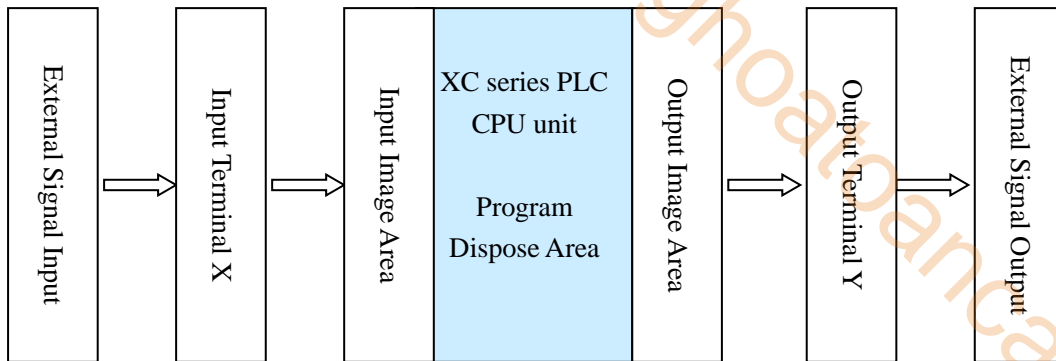 External Signal Input
Input Terminal X
Input Image Area
XC series PLC
CPU unit
Program
Dispose Area
Output Image Area
Output Terminal Y
External Signal Output
ghoatoanca